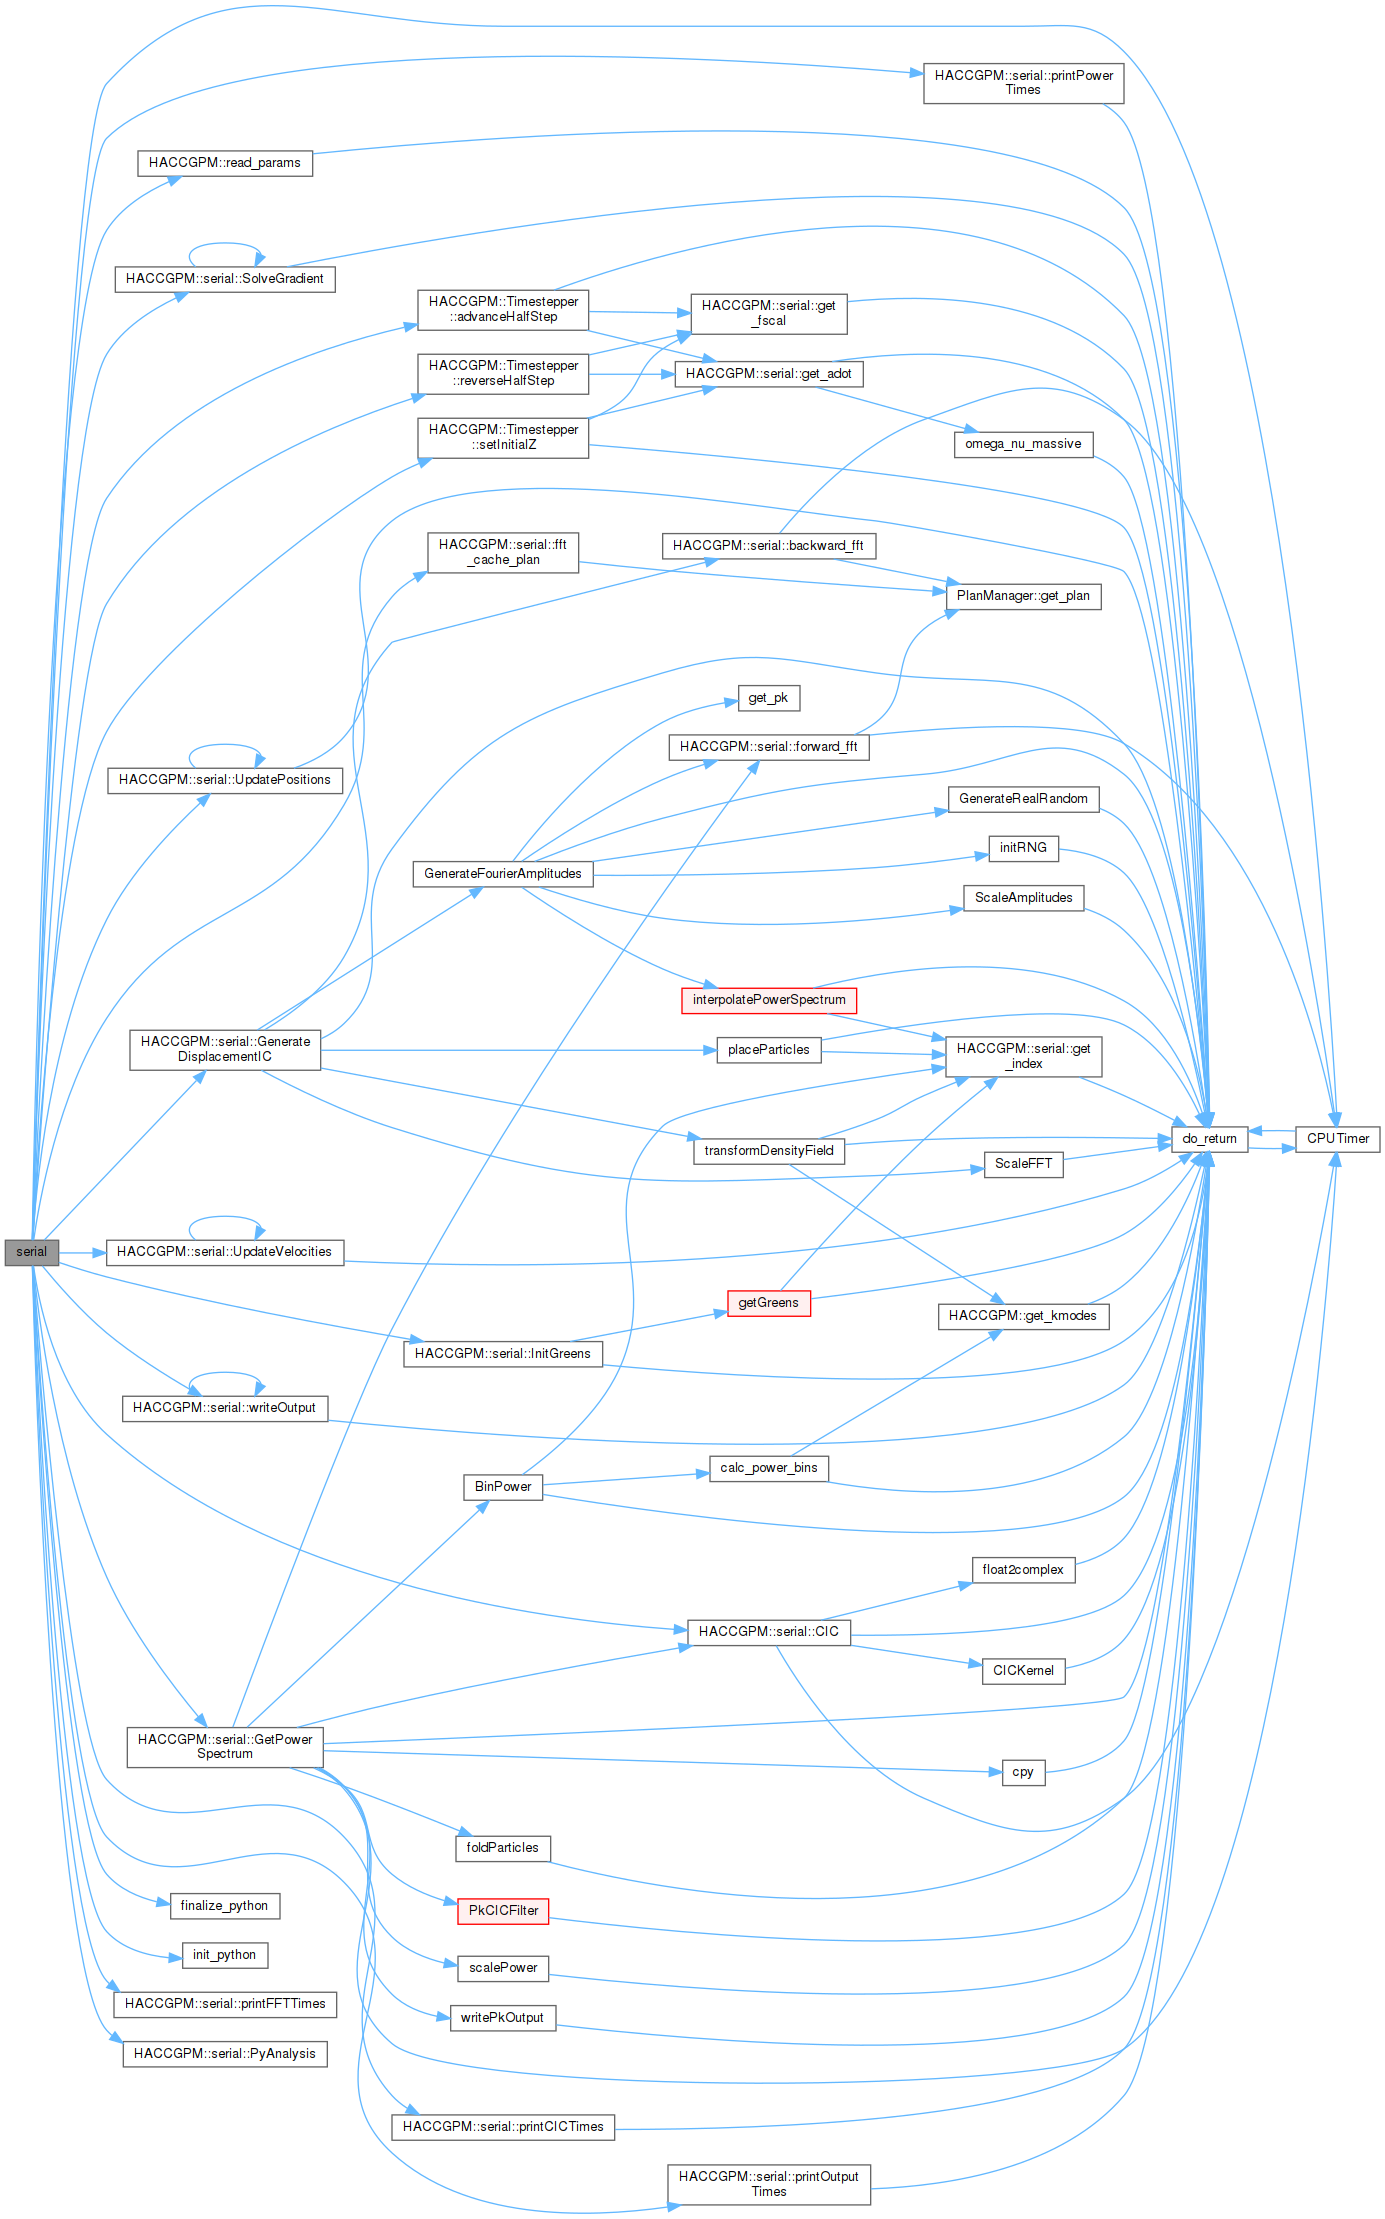 HACCGPM::serial::printPower
Times
HACCGPM::read_params
HACCGPM::serial::SolveGradient
HACCGPM::Timestepper
::advanceHalfStep
HACCGPM::serial::get
_fscal
HACCGPM::Timestepper
::reverseHalfStep
HACCGPM::serial::get_adot
HACCGPM::Timestepper
::setInitialZ
omega_nu_massive
HACCGPM::serial::fft
_cache_plan
HACCGPM::serial::backward_fft
PlanManager::get_plan
get_pk
HACCGPM::serial::forward_fft
HACCGPM::serial::UpdatePositions
GenerateRealRandom
initRNG
GenerateFourierAmplitudes
ScaleAmplitudes
interpolatePowerSpectrum
HACCGPM::serial::Generate
DisplacementIC
placeParticles
HACCGPM::serial::get
_index
do_return
CPUTimer
transformDensityField
ScaleFFT
serial
HACCGPM::serial::UpdateVelocities
getGreens
HACCGPM::get_kmodes
HACCGPM::serial::InitGreens
HACCGPM::serial::writeOutput
calc_power_bins
BinPower
float2complex
HACCGPM::serial::CIC
CICKernel
HACCGPM::serial::GetPower
Spectrum
cpy
foldParticles
finalize_python
PkCICFilter
init_python
scalePower
HACCGPM::serial::printFFTTimes
writePkOutput
HACCGPM::serial::PyAnalysis
HACCGPM::serial::printCICTimes
HACCGPM::serial::printOutput
Times